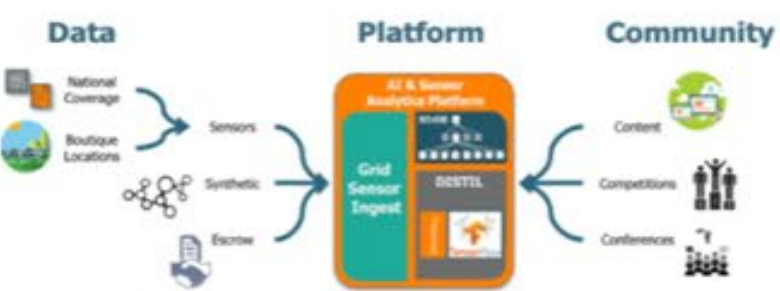 Data
Platform
Community
National
Coverage
Boutique
Locations
Sensors
Synthetic
Escrow
AI & Sensor
Analytics Platform
Grid
Sensor
Ingest
DISTIL
Content
Competitions
Conferences